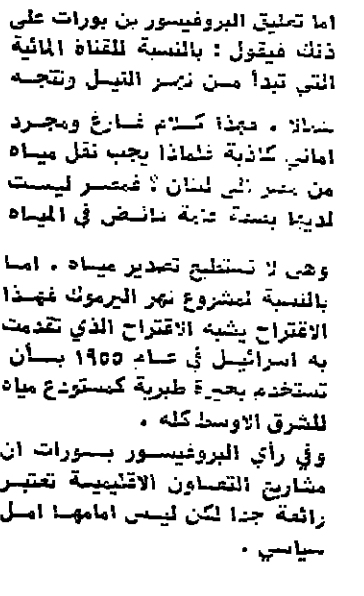 اما تعليق البروفيسور بن بورات على
ذلك فيقول : بالنسبة للقناة المائية
التي تبدأ من نهر النيل وتتجه
شمالا . فهذا كلام فارغ ومجرد
اماني كاذبة فلماذا يجب نقل مياه
من مصر الى لبنان ؟ فمصر ليست
لديها بصفة عامة فائض في المياه
وهي لا تستطيع تصدير مياه . اما
بالنسبة لمشروع نهر اليرموك فهذا
الاقتراح يشبه الاقتراح الذي تقدمت
به اسرائيل في عام ١٩٥٥ بأن
تستخدم بحيرة طبرية كمستودع مياه
للشرق الاوسط كله .
وفي رأي البروفيسور بورات ان
مشاريع التعاون الاقليمية تعتبر
رائعة جدا لكن ليس امامها امل
سياسي .